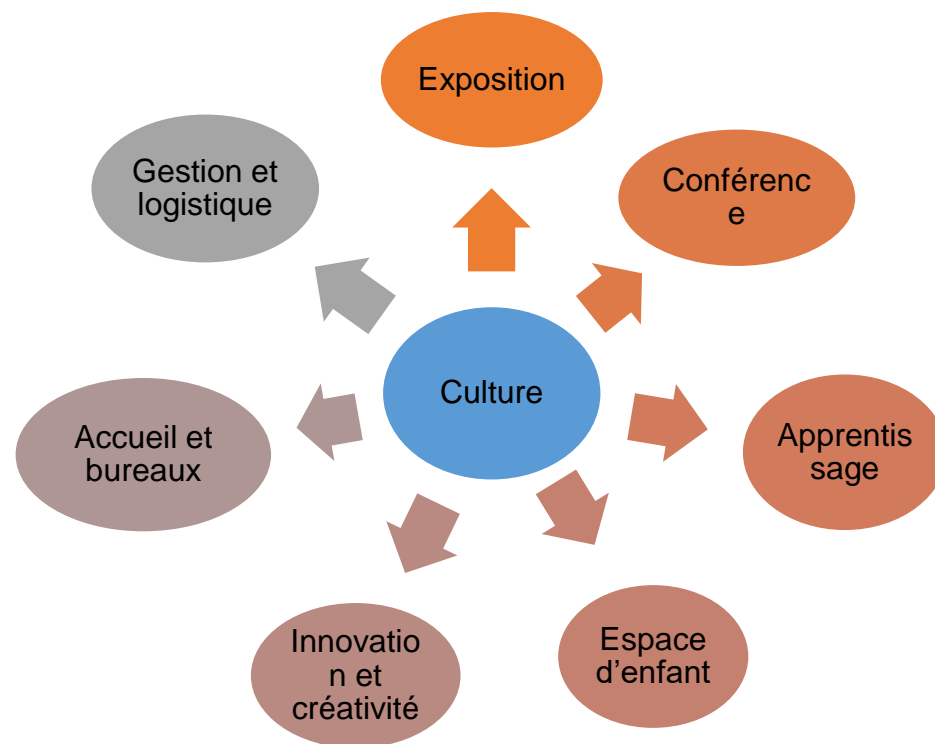 Exposition
Conférenc
e
Apprentis
sage
Espace
d’enfant
Innovatio
n et
créativité
Accueil et
bureaux
Gestion et
logistique
Culture